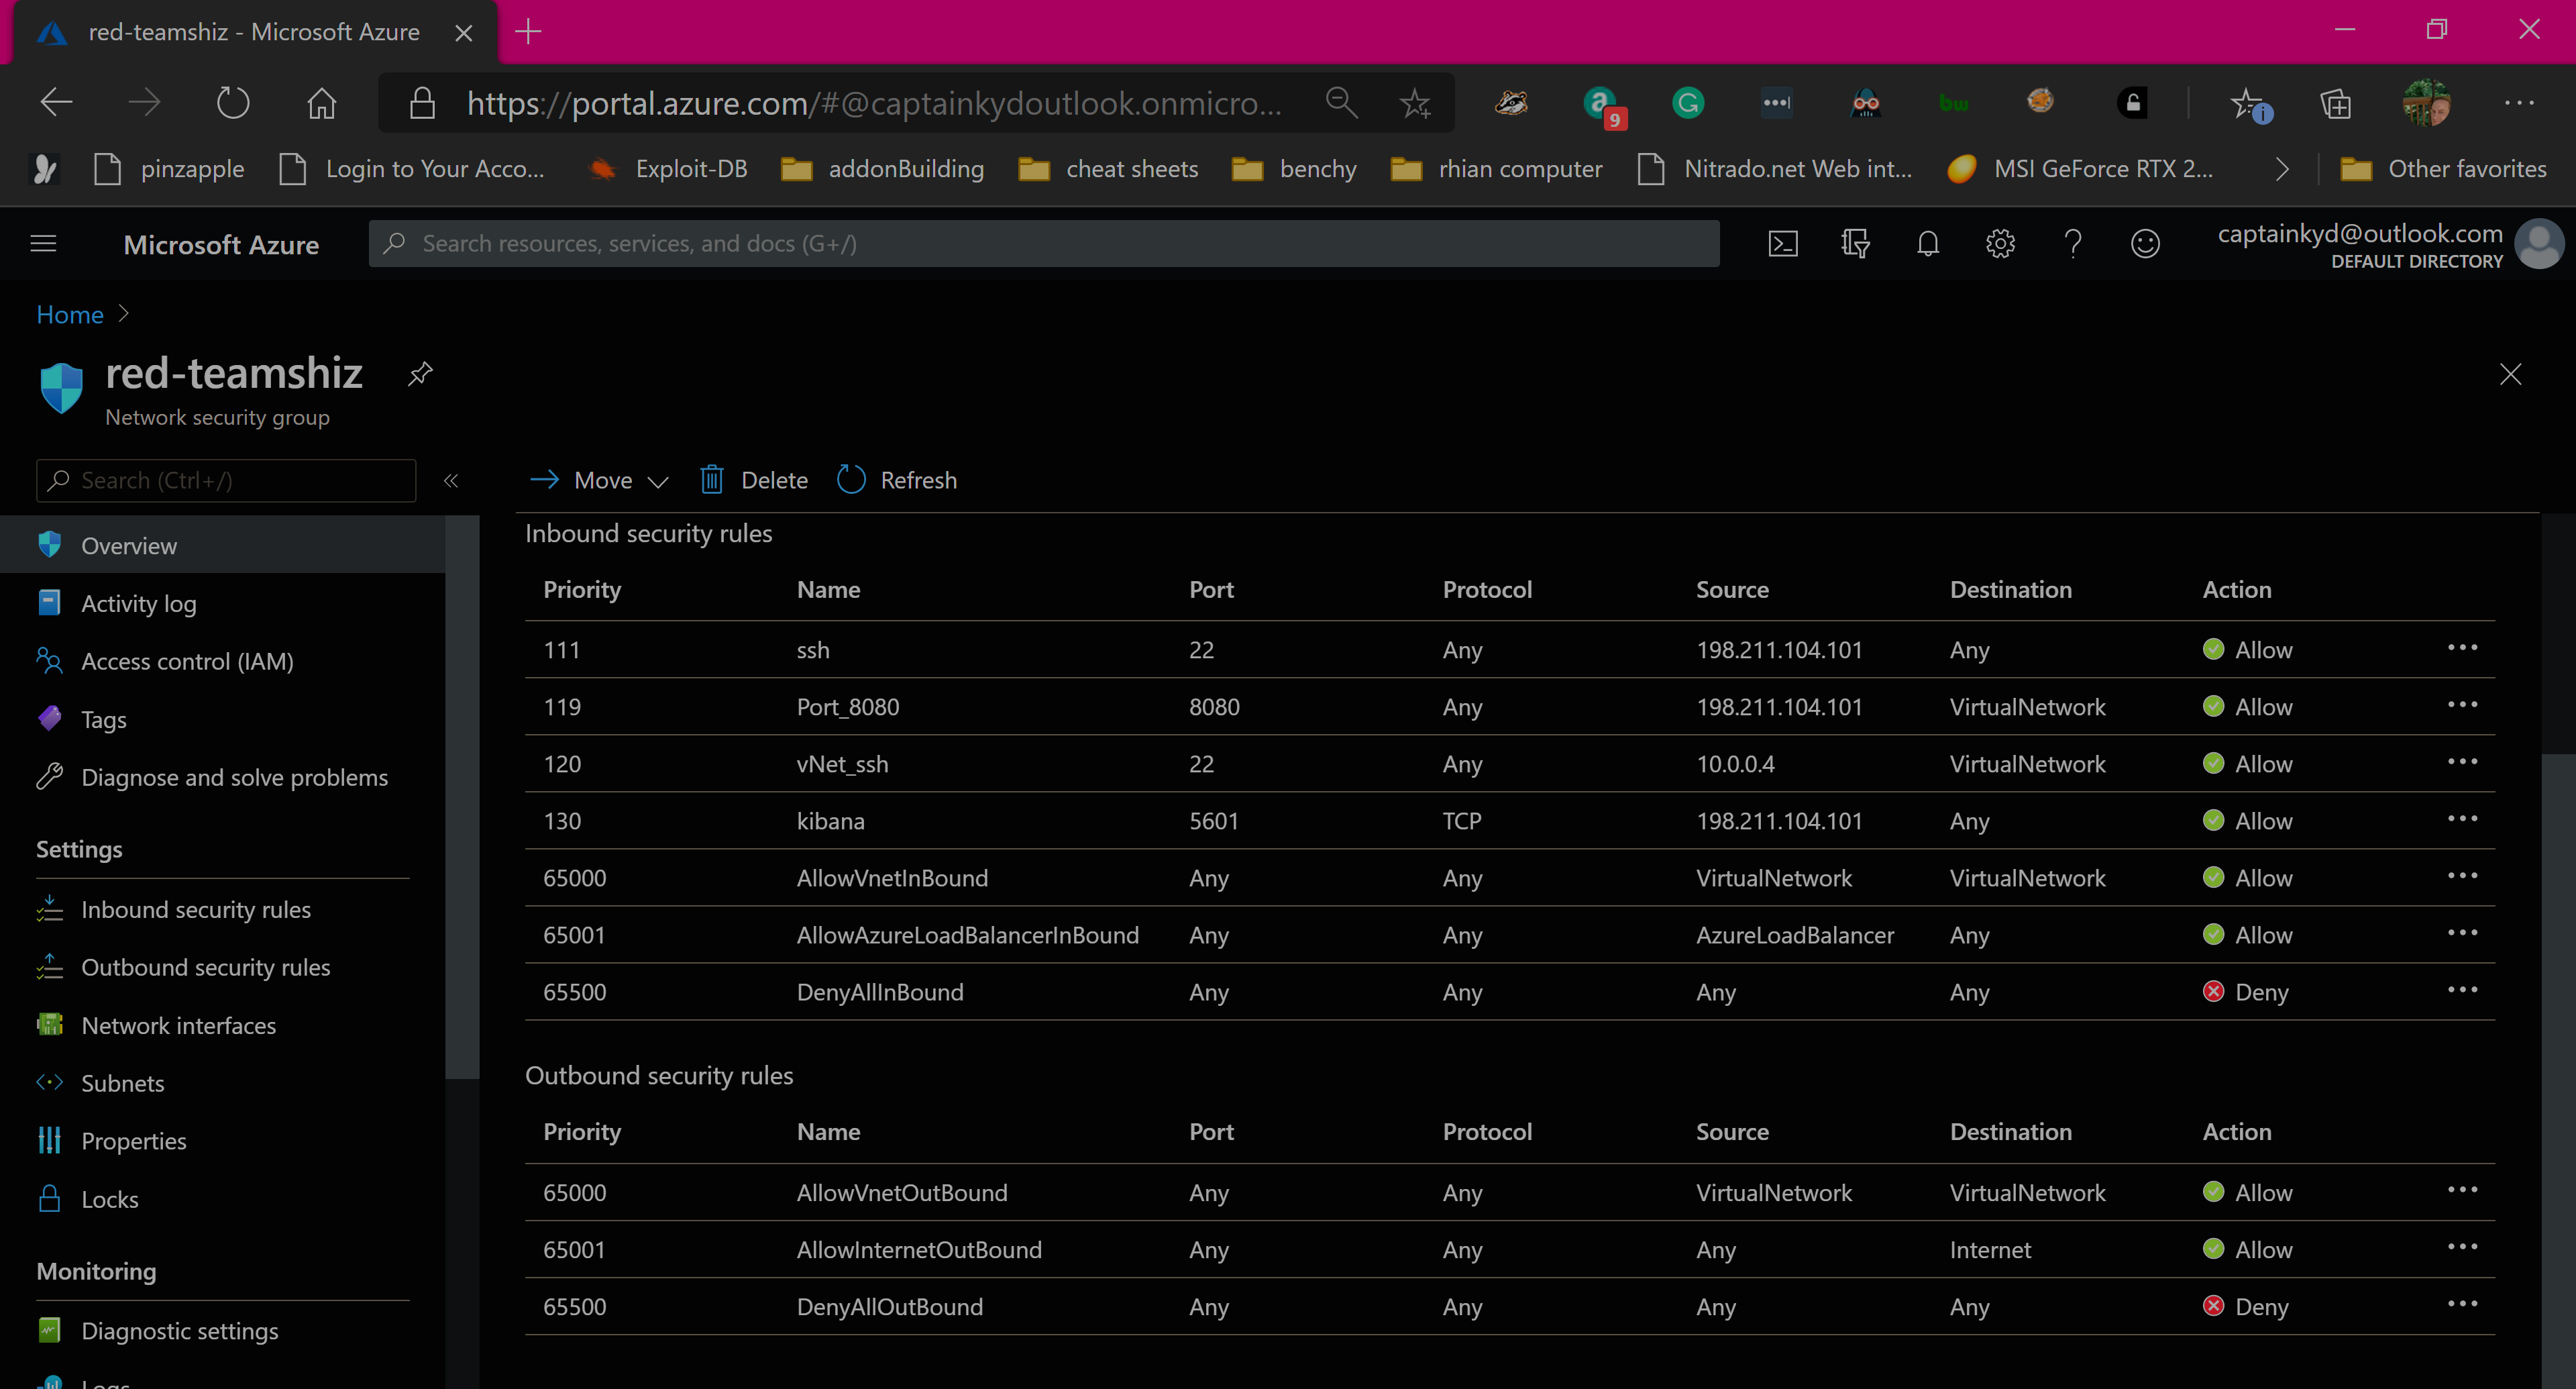 red-teamshiz - Microsoft Azure
https://portal.azure.com/#@captainkydoutlook.onmicro...
9
bw
pinzapple
Login to Your Acco...
Exploit-DB
addonBuilding
cheat sheets
benchy
rhian computer
Nitrado.net Web int...
MSI GeForce RTX 2...
Other favorites
Microsoft Azure
Search resources, services, and docs (G+/)
captainkyd@outlook.com
DEFAULT DIRECTORY
Home
red-teamshiz
Network security group
Search (Ctrl+/)
Overview
Activity log
Access control (IAM)
Tags
Diagnose and solve problems
Settings
Inbound security rules
Outbound security rules
Network interfaces
Subnets
Properties
Locks
Monitoring
Diagnostic settings
Logs
Move Delete Refresh
Inbound security rules
Priority Name Port Protocol Source Destination Action
111 ssh 22 Any 198.211.104.101 Any Allow
119 Port_8080 8080 Any 198.211.104.101 VirtualNetwork Allow
120 vNet_ssh 22 Any 10.0.0.4 VirtualNetwork Allow
130 kibana 5601 TCP 198.211.104.101 Any Allow
65000 AllowVnetInBound Any Any VirtualNetwork VirtualNetwork Allow
65001 AllowAzureLoadBalancerInBound Any Any AzureLoadBalancer Any Allow
65500 DenyAllInBound Any Any Any Any Deny
Outbound security rules
Priority Name Port Protocol Source Destination Action
65000 AllowVnetOutBound Any Any VirtualNetwork VirtualNetwork Allow
65001 AllowInternetOutBound Any Any Any Internet Allow
65500 DenyAllOutBound Any Any Any Any Deny